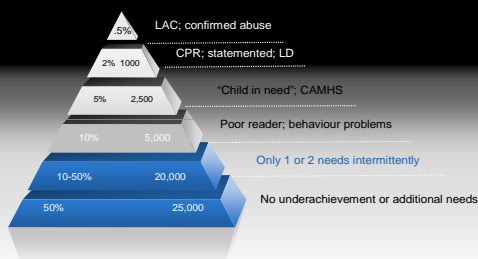 .5% LAC; confirmed abuse
2% 1000 CPR; statemented; LD
5% 2,500 “Child in need”; CAMHS
10% 5,000 Poor reader; behaviour problems
10-50% 20,000 Only 1 or 2 needs intermittently
50% 25,000 No underachievement or additional needs